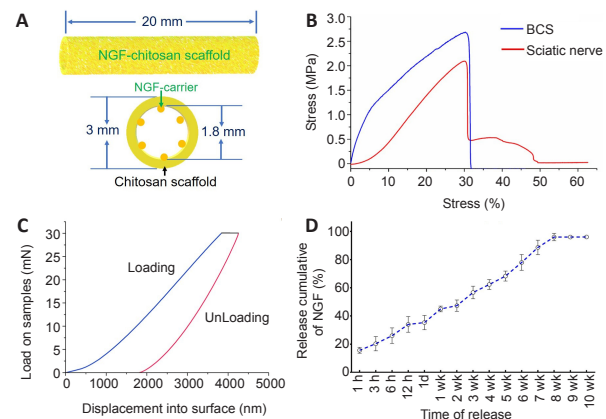 A
20 mm
NGF-chitosan scaffold
NGF-carrier
3 mm
1.8 mm
Chitosan scaffold
B
3.0
2.5
2.0
1.5
1.0
0.5
0
Stress (MPa)
BCS
Sciatic nerve
0 10 20 30 40 50 60
Stress (%)
C
30
25
20
15
10
5
0
Load on samples (mN)
Loading
UnLoading
0 1000 2000 3000 4000 5000
Displacement into surface (nm)
D
100
80
60
40
20
0
Release cumulative
of NGF (%)
1 h 3 h 6 h 12 h 1d 1 wk 2 wk 3 wk 4 wk 5 wk 6 wk 7 wk 8 wk 9 wk 10 wk
Time of release